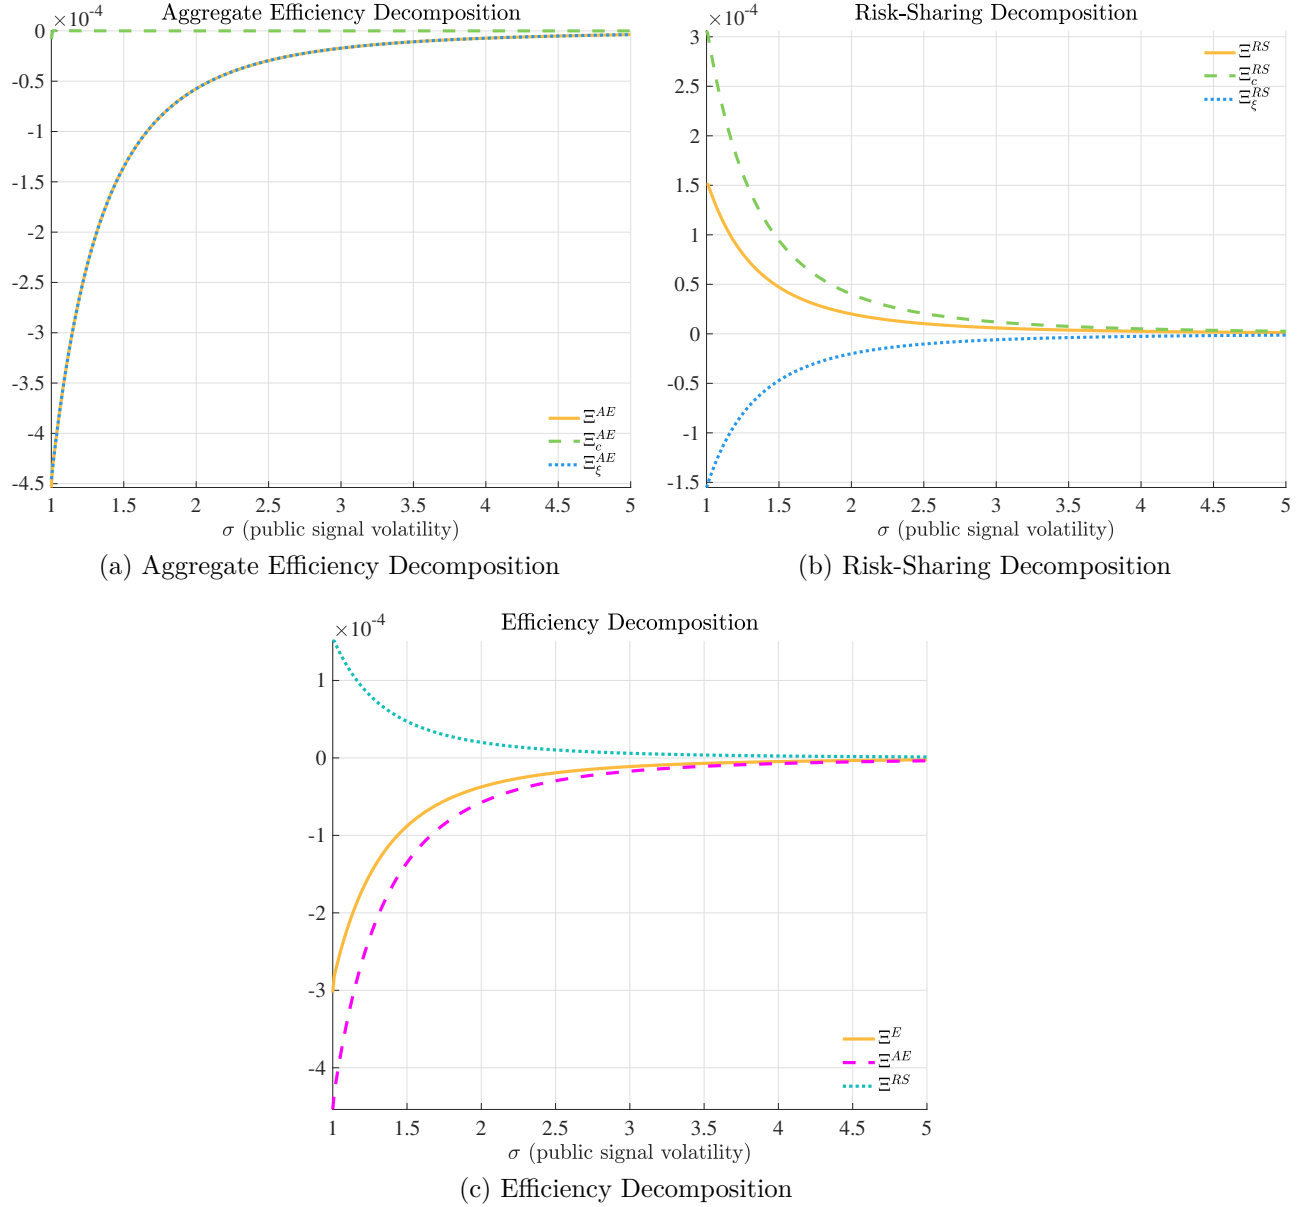 Aggregate Efficiency Decomposition
×10⁻⁴
0
-0.5
-1
-1.5
-2
-2.5
-3
-3.5
-4
-4.5
Ξ^{AE}
Ξ_c^{AE}
Ξ_ξ^{AE}
1 1.5 2 2.5 3 3.5 4 4.5 5
σ (public signal volatility)
(a) Aggregate Efficiency Decomposition
Risk-Sharing Decomposition
×10⁻⁴
3
2.5
2
1.5
1
0.5
0
-0.5
-1
-1.5
Ξ^{RS}
Ξ_c^{RS}
Ξ_ξ^{RS}
1 1.5 2 2.5 3 3.5 4 4.5 5
σ (public signal volatility)
(b) Risk-Sharing Decomposition
Efficiency Decomposition
×10⁻⁴
1
0
-1
-2
-3
-4
Ξ^E
Ξ^{AE}
Ξ^{RS}
1 1.5 2 2.5 3 3.5 4 4.5 5
σ (public signal volatility)
(c) Efficiency Decomposition